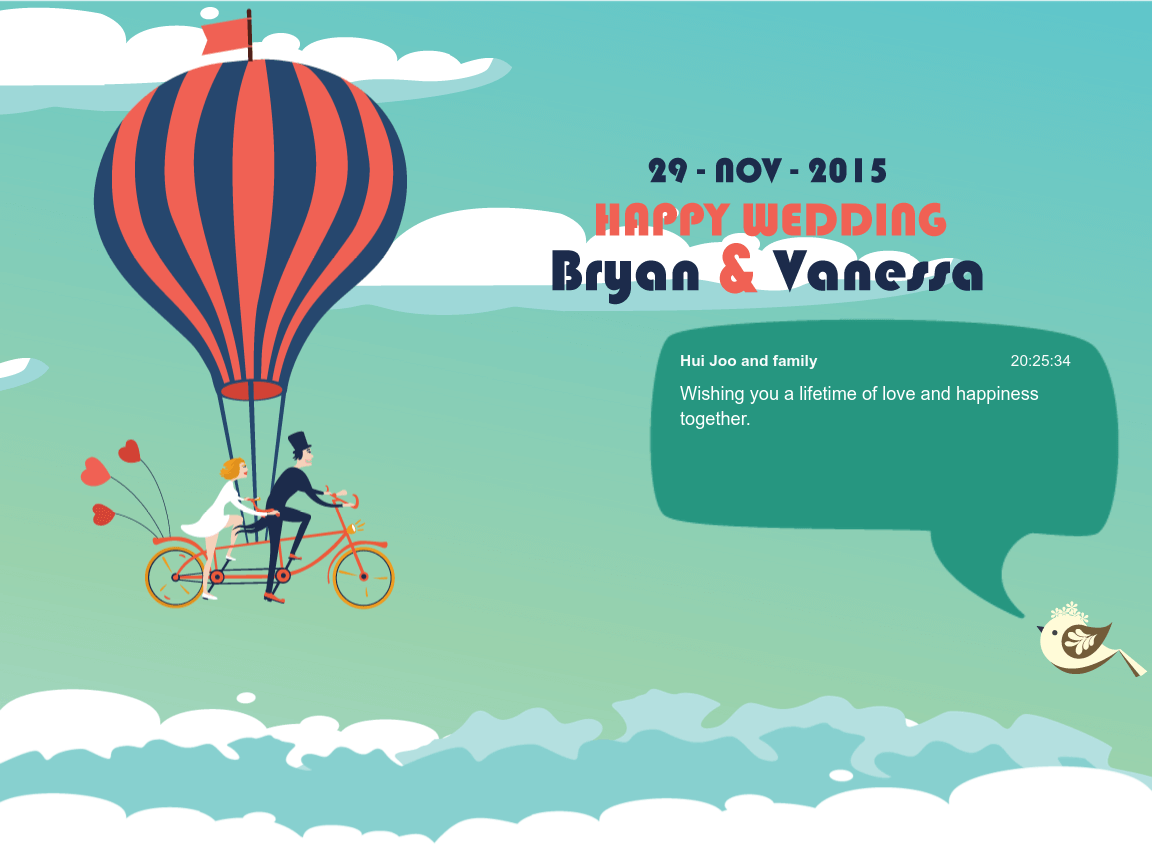 29 - NOV - 2015
HAPPY WEDDING
Bryan & Vanessa
Hui Joo and family 20:25:34
Wishing you a lifetime of love and happiness
together.